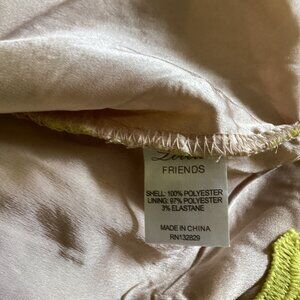 FRIENDS
SHELL: 100% POLYESTER
LINING: 97% POLYESTER
3% ELASTANE
MADE IN CHINA
RN132829